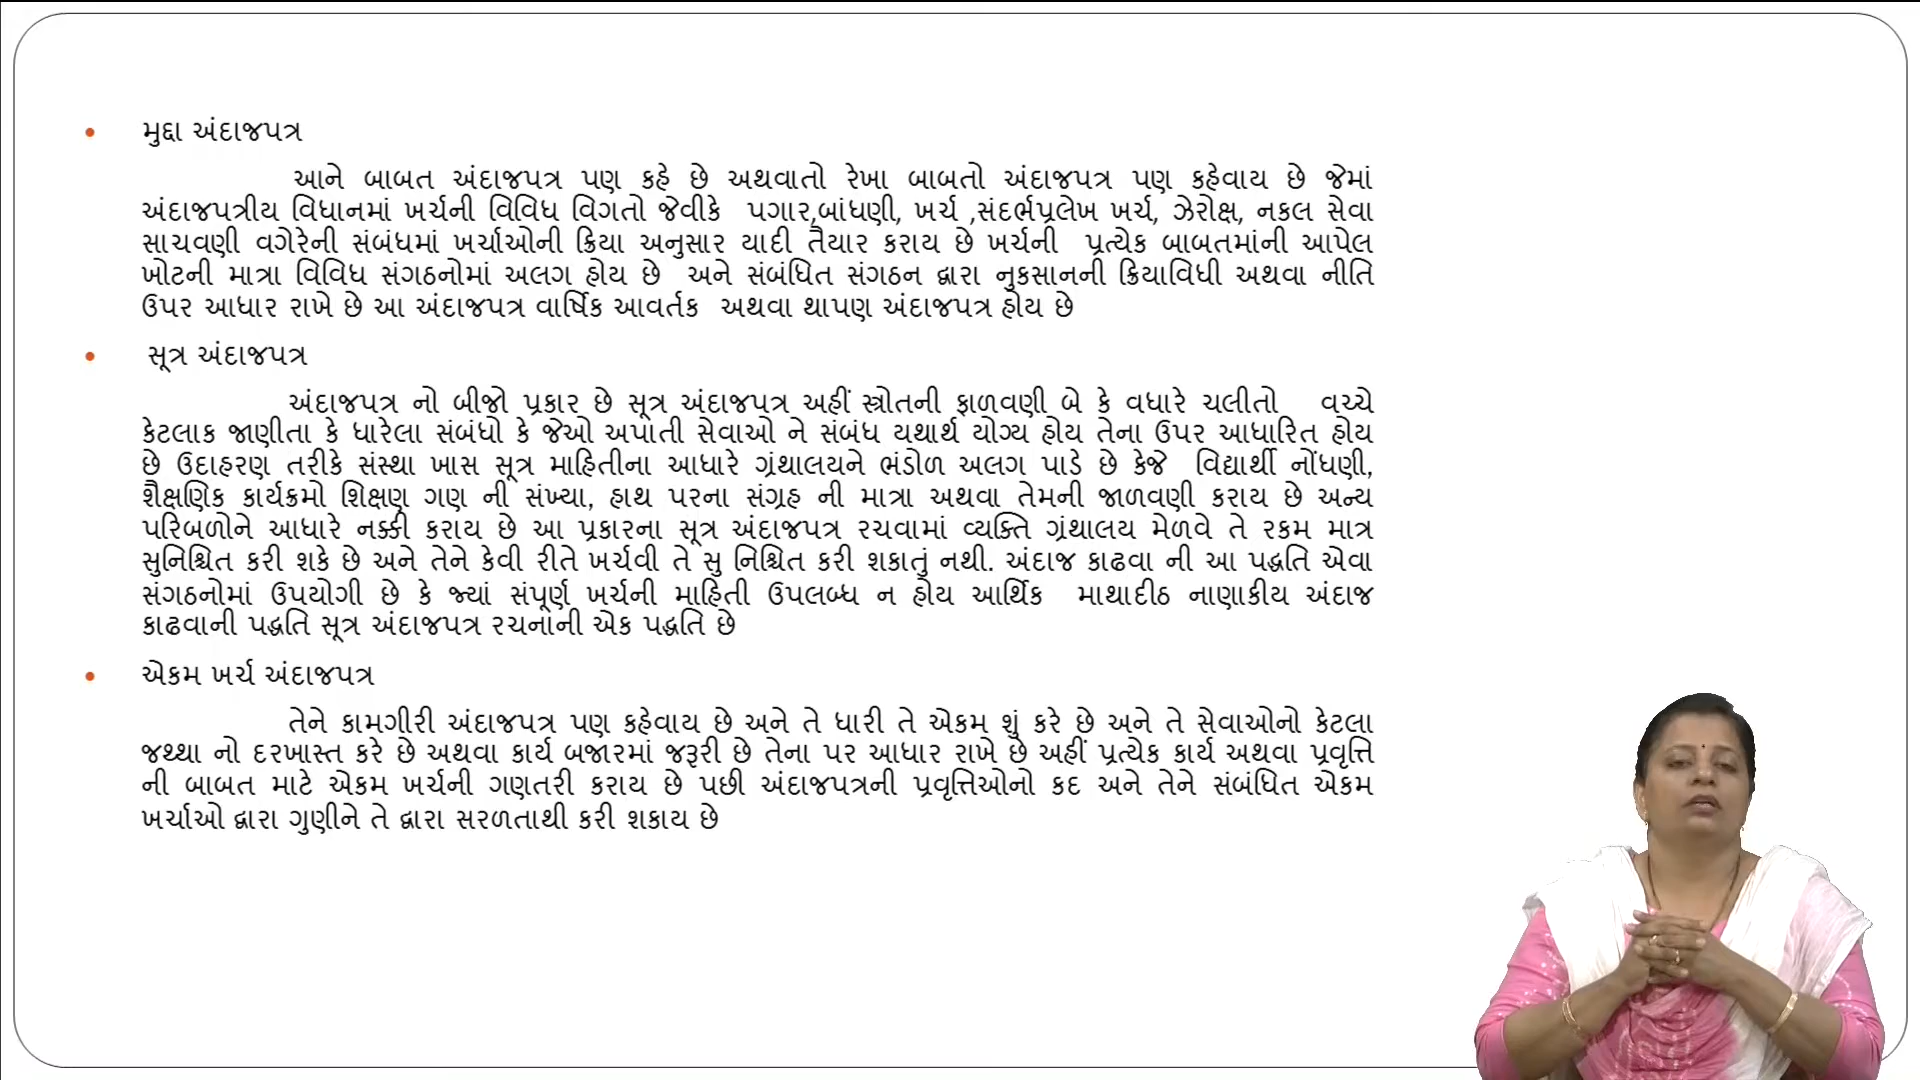 • મુદ્દા અંદાજપત્ર
આને બાબત અંદાજપત્ર પણ કહે છે અથવાતો રેખા બાબતો અંદાજપત્ર પણ કહેવાય છે જેમાં
અંદાજપત્રીય વિધાનમાં ખર્ચની વિવિધ વિગતો જેવીકે પગાર,બાંધણી, ખર્ચ ,સંદર્ભપ્રલેખ ખર્ચ, ઝેરોક્ષ, નકલ સેવા
સાચવણી વગેરેની સંબંધમાં ખર્ચાઓની ક્રિયા અનુસાર યાદી તૈયાર કરાય છે ખર્ચની પ્રત્યેક બાબતમાંની આપેલ
ખોટની માત્રા વિવિધ સંગઠનોમાં અલગ હોય છે અને સંબંધિત સંગઠન દ્વારા નુકસાનની ક્રિયાવિધી અથવા નીતિ
ઉપર આધાર રાખે છે આ અંદાજપત્ર વાર્ષિક આવર્તક અથવા થાપણ અંદાજપત્ર હોય છે
• સૂત્ર અંદાજપત્ર
અંદાજપત્ર નો બીજો પ્રકાર છે સૂત્ર અંદાજપત્ર અહીં સ્ત્રોતની ફાળવણી બે કે વધારે ચલીતો વચ્ચે
કેટલાક જાણીતા કે ધારેલા સંબંધો કે જેઓ અપાતી સેવાઓ ને સંબંધ યથાર્થ યોગ્ય હોય તેના ઉપર આધારિત હોય
છે ઉદાહરણ તરીકે સંસ્થા ખાસ સૂત્ર માહિતીના આધારે ગ્રંથાલયને ભંડોળ અલગ પાડે છે કેજે વિદ્યાર્થી નોંધણી,
શૈક્ષણિક કાર્યક્રમો શિક્ષણ ગણ ની સંખ્યા, હાથ પરના સંગ્રહ ની માત્રા અથવા તેમની જાળવણી કરાય છે અન્ય
પરિબળોને આધારે નક્કી કરાય છે આ પ્રકારના સૂત્ર અંદાજપત્ર રચવામાં વ્યક્તિ ગ્રંથાલય મેળવે તે રકમ માત્ર
સુનિશ્ચિત કરી શકે છે અને તેને કેવી રીતે ખર્ચવી તે સુ નિશ્ચિત કરી શકાતું નથી. અંદાજ કાઢવા ની આ પદ્ધતિ એવા
સંગઠનોમાં ઉપયોગી છે કે જ્યાં સંપૂર્ણ ખર્ચની માહિતી ઉપલબ્ધ ન હોય આર્થિક માથાદીઠ નાણાકીય અંદાજ
કાઢવાની પદ્ધતિ સૂત્ર અંદાજપત્ર રચનાની એક પદ્ધતિ છે
• એકમ ખર્ચ અંદાજપત્ર
તેને કામગીરી અંદાજપત્ર પણ કહેવાય છે અને તે ધારી તે એકમ શું કરે છે અને તે સેવાઓનો કેટલા
જથ્થા નો દરખાસ્ત કરે છે અથવા કાર્ય બજારમાં જરૂરી છે તેના પર આધાર રાખે છે અહીં પ્રત્યેક કાર્ય અથવા પ્રવૃત્તિ
ની બાબત માટે એકમ ખર્ચની ગણતરી કરાય છે પછી અંદાજપત્રની પ્રવૃત્તિઓનો કદ અને તેને સંબંધિત એકમ
ખર્ચાઓ દ્વારા ગુણીને તે દ્વારા સરળતાથી કરી શકાય છે